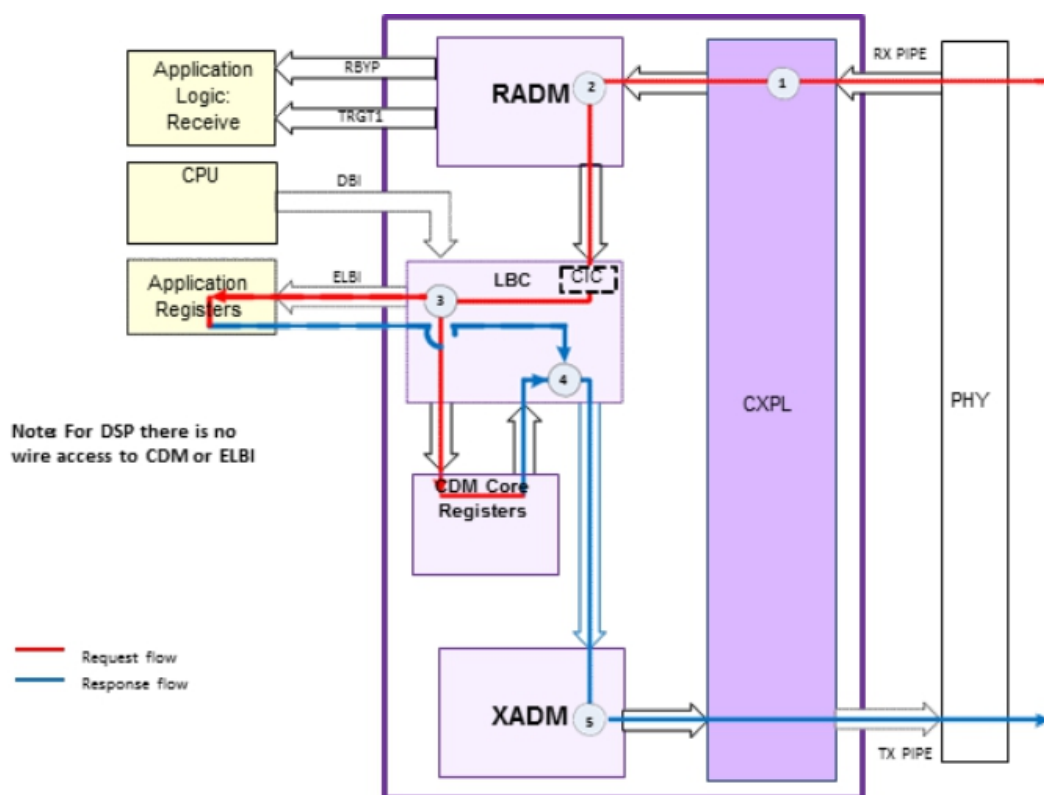 Application
Logic:
Receive
RBYP
TRGT1
RADM
2
1
RX PIPE
CPU
DBI
Application
Registers
ELBI
LBC
CIC
3
4
CXPL
PHY
Note: For DSP there is no
wire access to CDM or ELBI
CDM Core
Registers
Request flow
Response flow
XADM
5
TX PIPE